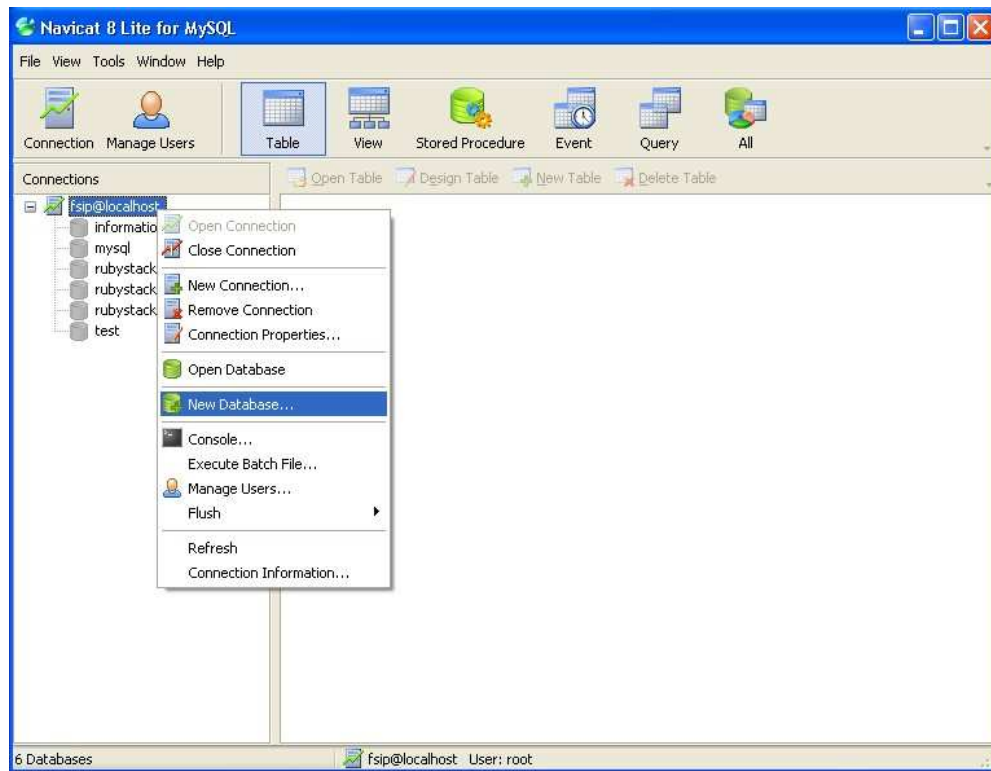 Navicat 8 Lite for MySQL
File View Tools Window Help
Connection Manage Users Table View Stored Procedure Event Query All
Connections
Open Table Design Table New Table Delete Table
fsip@localhost
informatio
mysql
rubystack
rubystack
rubystack
test
Open Connection
Close Connection
New Connection...
Remove Connection
Connection Properties...
Open Database
New Database...
Console...
Execute Batch File...
Manage Users...
Flush
Refresh
Connection Information...
6 Databases
fsip@localhost User: root